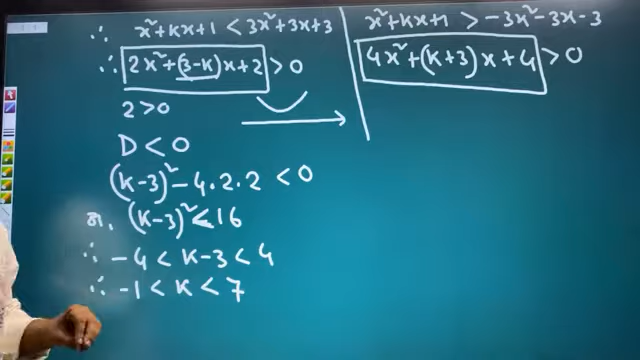 ∴ x²+kx+1 < 3x²+3x+3
∴ 2x²+(3-k)x+2 > 0
2 > 0
D < 0
(k-3)² - 4.2.2 < 0
বা, (k-3)² < 16
∴ -4 < k-3 < 4
∴ -1 < k < 7
x²+kx+1 > -3x²-3x-3
4x²+(k+3)x+4 > 0